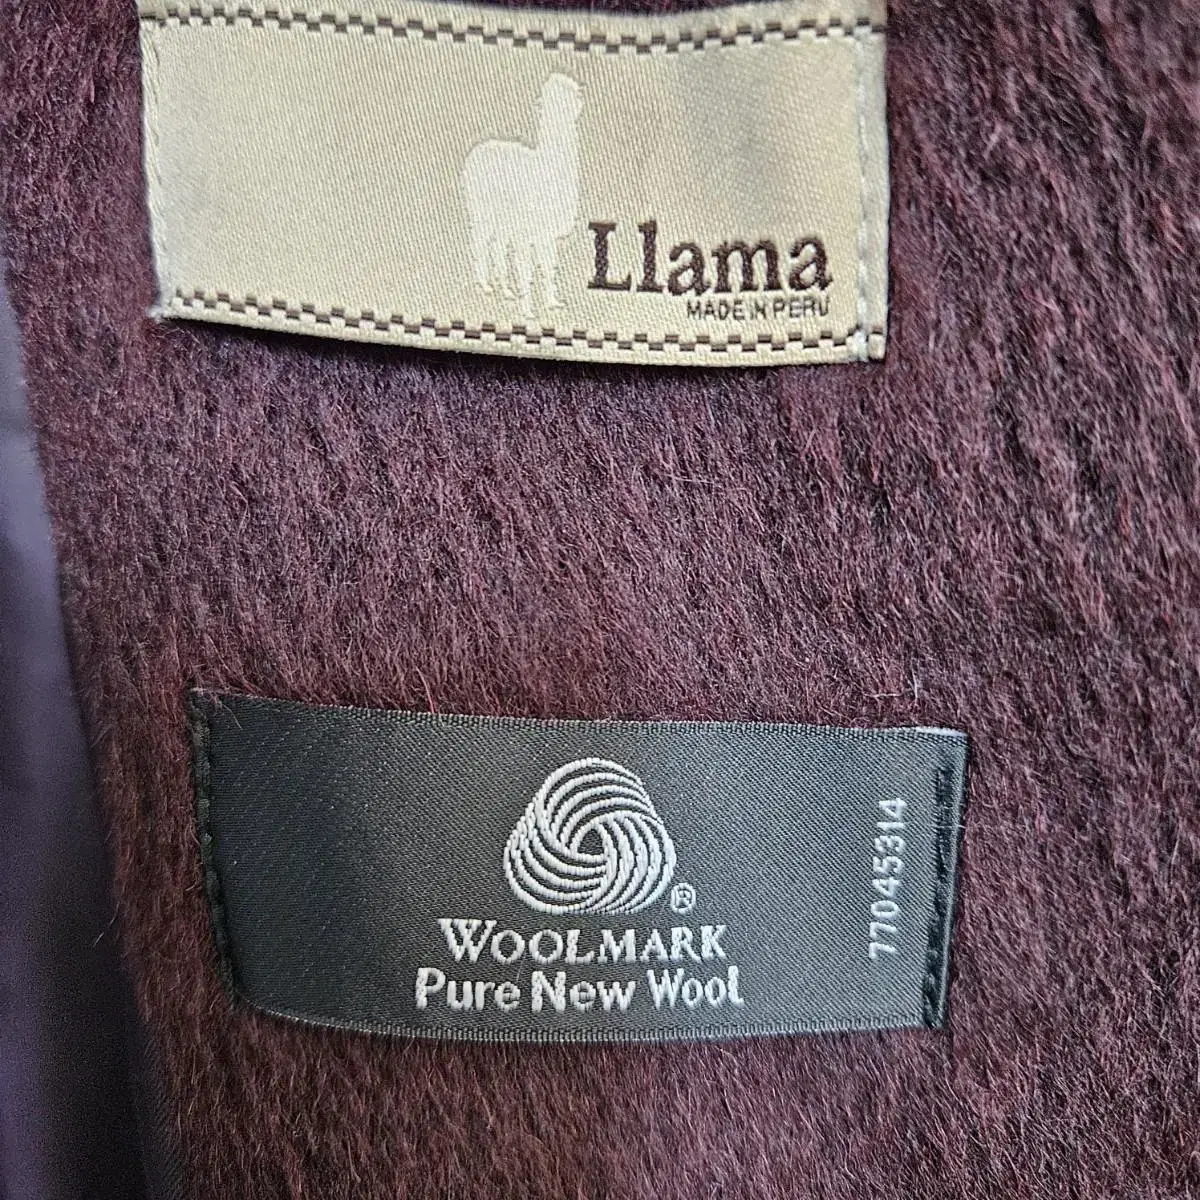 Llama
MADE IN PERU
®
WOOLMARK
Pure New Wool
77045314